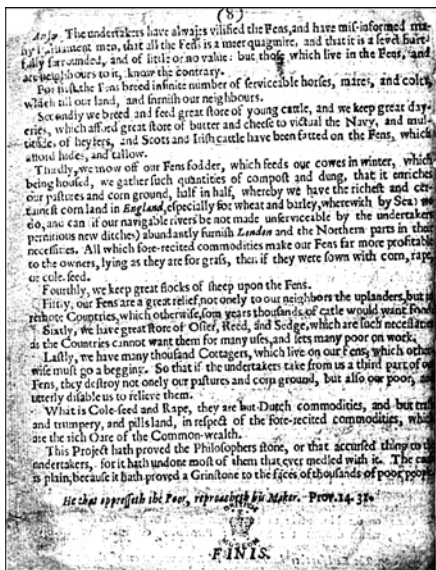 (8)
Answ. The undertakers have alwaies vilified the Fens, and have mis-informed ma-
ny Parliament men, that all the Fens is a meer quagmire, and that it is a level hurt-
fully surrounded, and of little or no value: but those which live in the Fens, and
are neighbours to it, know the contrary.
For first, the Fens breed infinite number of serviceable horses, mares, and colts,
which till our land, and furnish our neighbours.
Secondly we breed and feed great store of young cattle, and we keep great day-
eries, which afford great store of butter and cheese to victual the Navy, and mul-
titude of heyfers, and Scots and Irish cattle have been fatted on the Fens, which
afford hides, and tallow.
Thirdly, we mow off our Fens fodder, which feeds our cowes in winter, which
being housed, we gather such quantities of compost and dung, that it enriches
our pastures and corn ground, half in half, whereby we have the richest and cer-
tainest corn land in England, especially for wheat and barley, wherewith by Sea we
do, and can (if our navigable rivers be not made unserviceable by the undertakers
pernitious new ditches) abundantly furnish London and the Northern parts in their
necessities. All which fore-recited commodities make our Fens far more profitable
to the owners, lying as they are for grass, then if they were sown with corn, rape,
or cole-seed.
Fourthly, we keep great flocks of sheep upon the Fens.
Fiftly, our Fens are a great relief, not onely to our neighbors the uplanders, but to
remote Countries, which otherwise, som years thousands of cattle would want food.
Sixtly, we have great store of Osier, Reed, and Sedge, which are such necessaries
as the Countries cannot want them for many uses, and sets many poor on work.
Lastly, we have many thousand Cottagers, which live on our Fens, which other-
wise must go a begging. So that if the undertakers take from us a third part of our
Fens, they destroy not onely our pastures and corn ground, but also our poor, and
utterly disable us to relieve them.
What is Cole-seed and Rape, they are but Dutch commodities, and but trash
and trumpery, and pills land, in respect of the fore-recited commodities, which
are the rich Oare of the Common-wealth.
This Project hath proved the Philosophers stone, or that accursed thing to the
undertakers, for it hath undone most of them that ever medled with it. The cause
is plain, because it hath proved a Grinstone to the faces of thousands of poor people
He that oppresseth the Poor, reproacheth his Maker. Prov. 14. 31.
FINIS.